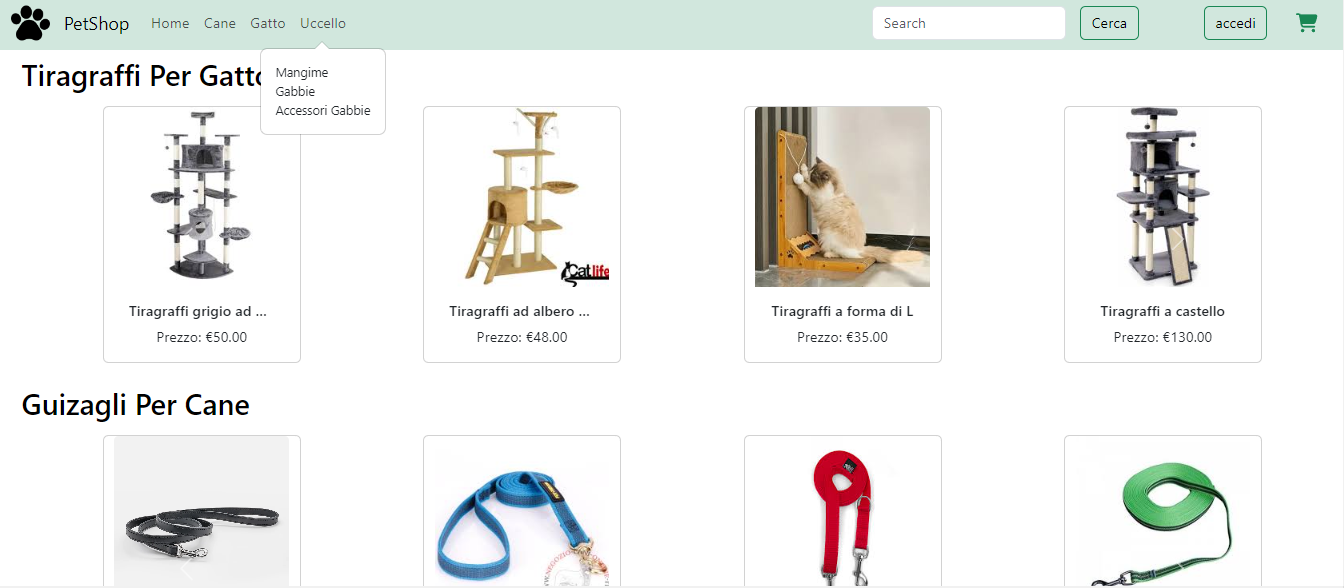 PetShop Home Cane Gatto Uccello Search Cerca accedi
Mangime
Gabbie
Accessori Gabbie
Tiragraffi Per Gatto
Cat life
Tiragraffi grigio ad ...
Prezzo: €50.00
Tiragraffi ad albero ...
Prezzo: €48.00
Tiragraffi a forma di L
Prezzo: €35.00
Tiragraffi a castello
Prezzo: €130.00
Guizagli Per Cane